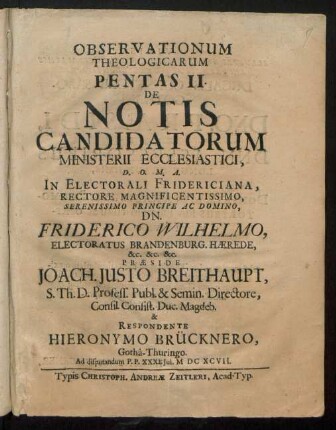 OBSERVATIONUM
THEOLOGICARUM
PENTAS II.
DE
NOTIS
CANDIDATORUM
MINISTERII ECCLESIASTICI,
D. O. M. A.
IN ELECTORALI FRIDERICIANA,
RECTORE MAGNIFICENTISSIMO,
SERENISSIMO PRINCIPE AC DOMINO,
DN.
FRIDERICO WILHELMO,
ELECTORATUS BRANDENBURG. HÆREDE,
&c. &c. &c.
PRÆSIDE
JOACH. JUSTO BREITHAUPT,
S. Th. D. Profess. Publ. & Semin. Directore,
Consil. Consist. Duc. Magdeb.
&
RESPONDENTE
HIERONYMO BRÜCKNERO,
Gothâ-Thuringo.
Ad disputandum P. P. XXXI. Jul. M DC XCVII.
Typis CHRISTOPH. ANDREÆ ZEITLERI, Acad-Typ.